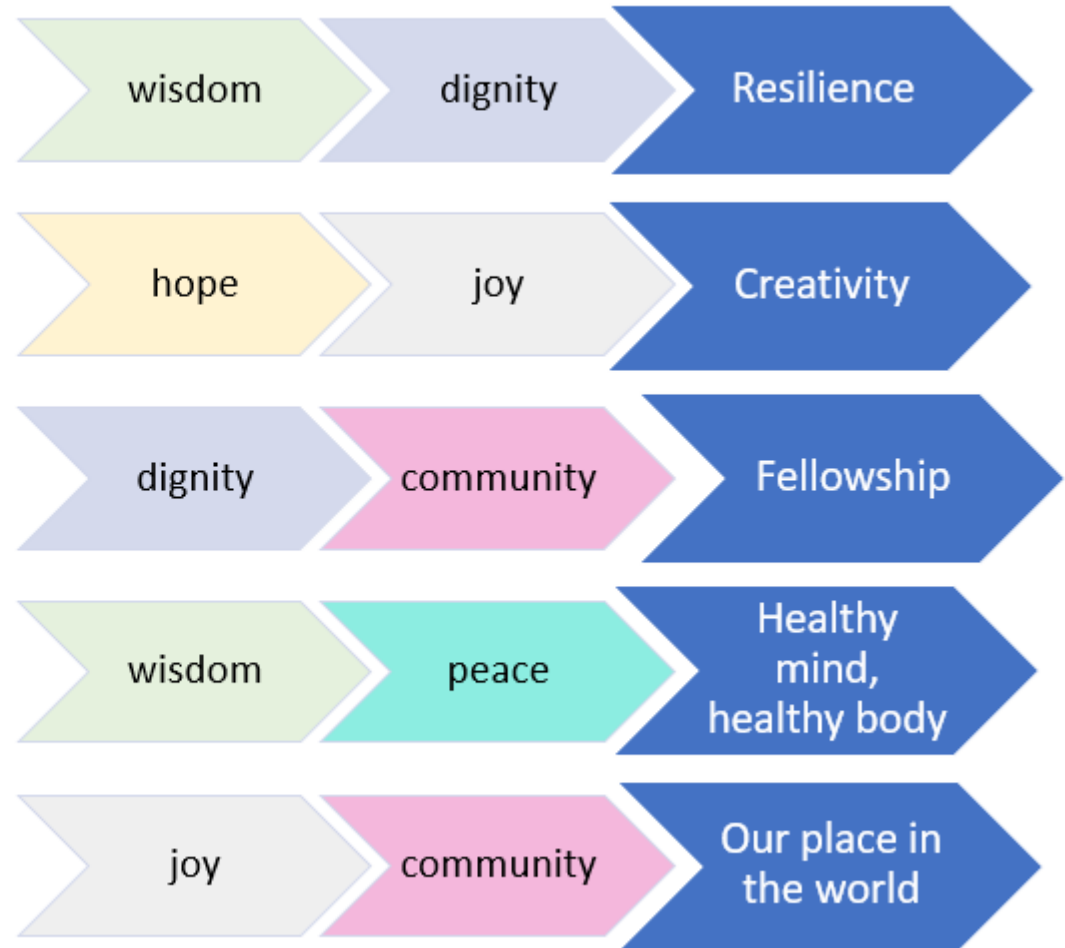 wisdom dignity Resilience
hope joy Creativity
dignity community Fellowship
wisdom peace Healthy
mind,
healthy body
joy community Our place in
the world